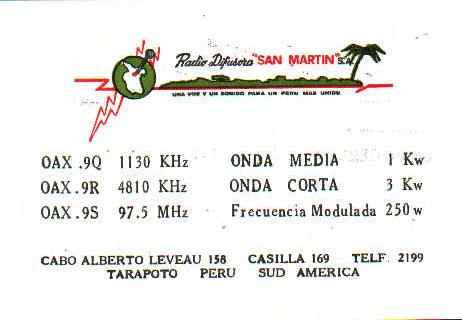 Radio Difusora "SAN MARTIN" S.A.
UNA VOZ Y UN SONIDO PARA UN PERU MAS UNIDO
OAX .9Q 1130 KHz ONDA MEDIA 1 Kw
OAX .9R 4810 KHz ONDA CORTA 3 Kw
OAX .9S 97.5 MHz Frecuencia Modulada 250 w
CABO ALBERTO LEVEAU 158 CASILLA 169 TELF. 2199
TARAPOTO PERU SUD AMERICA